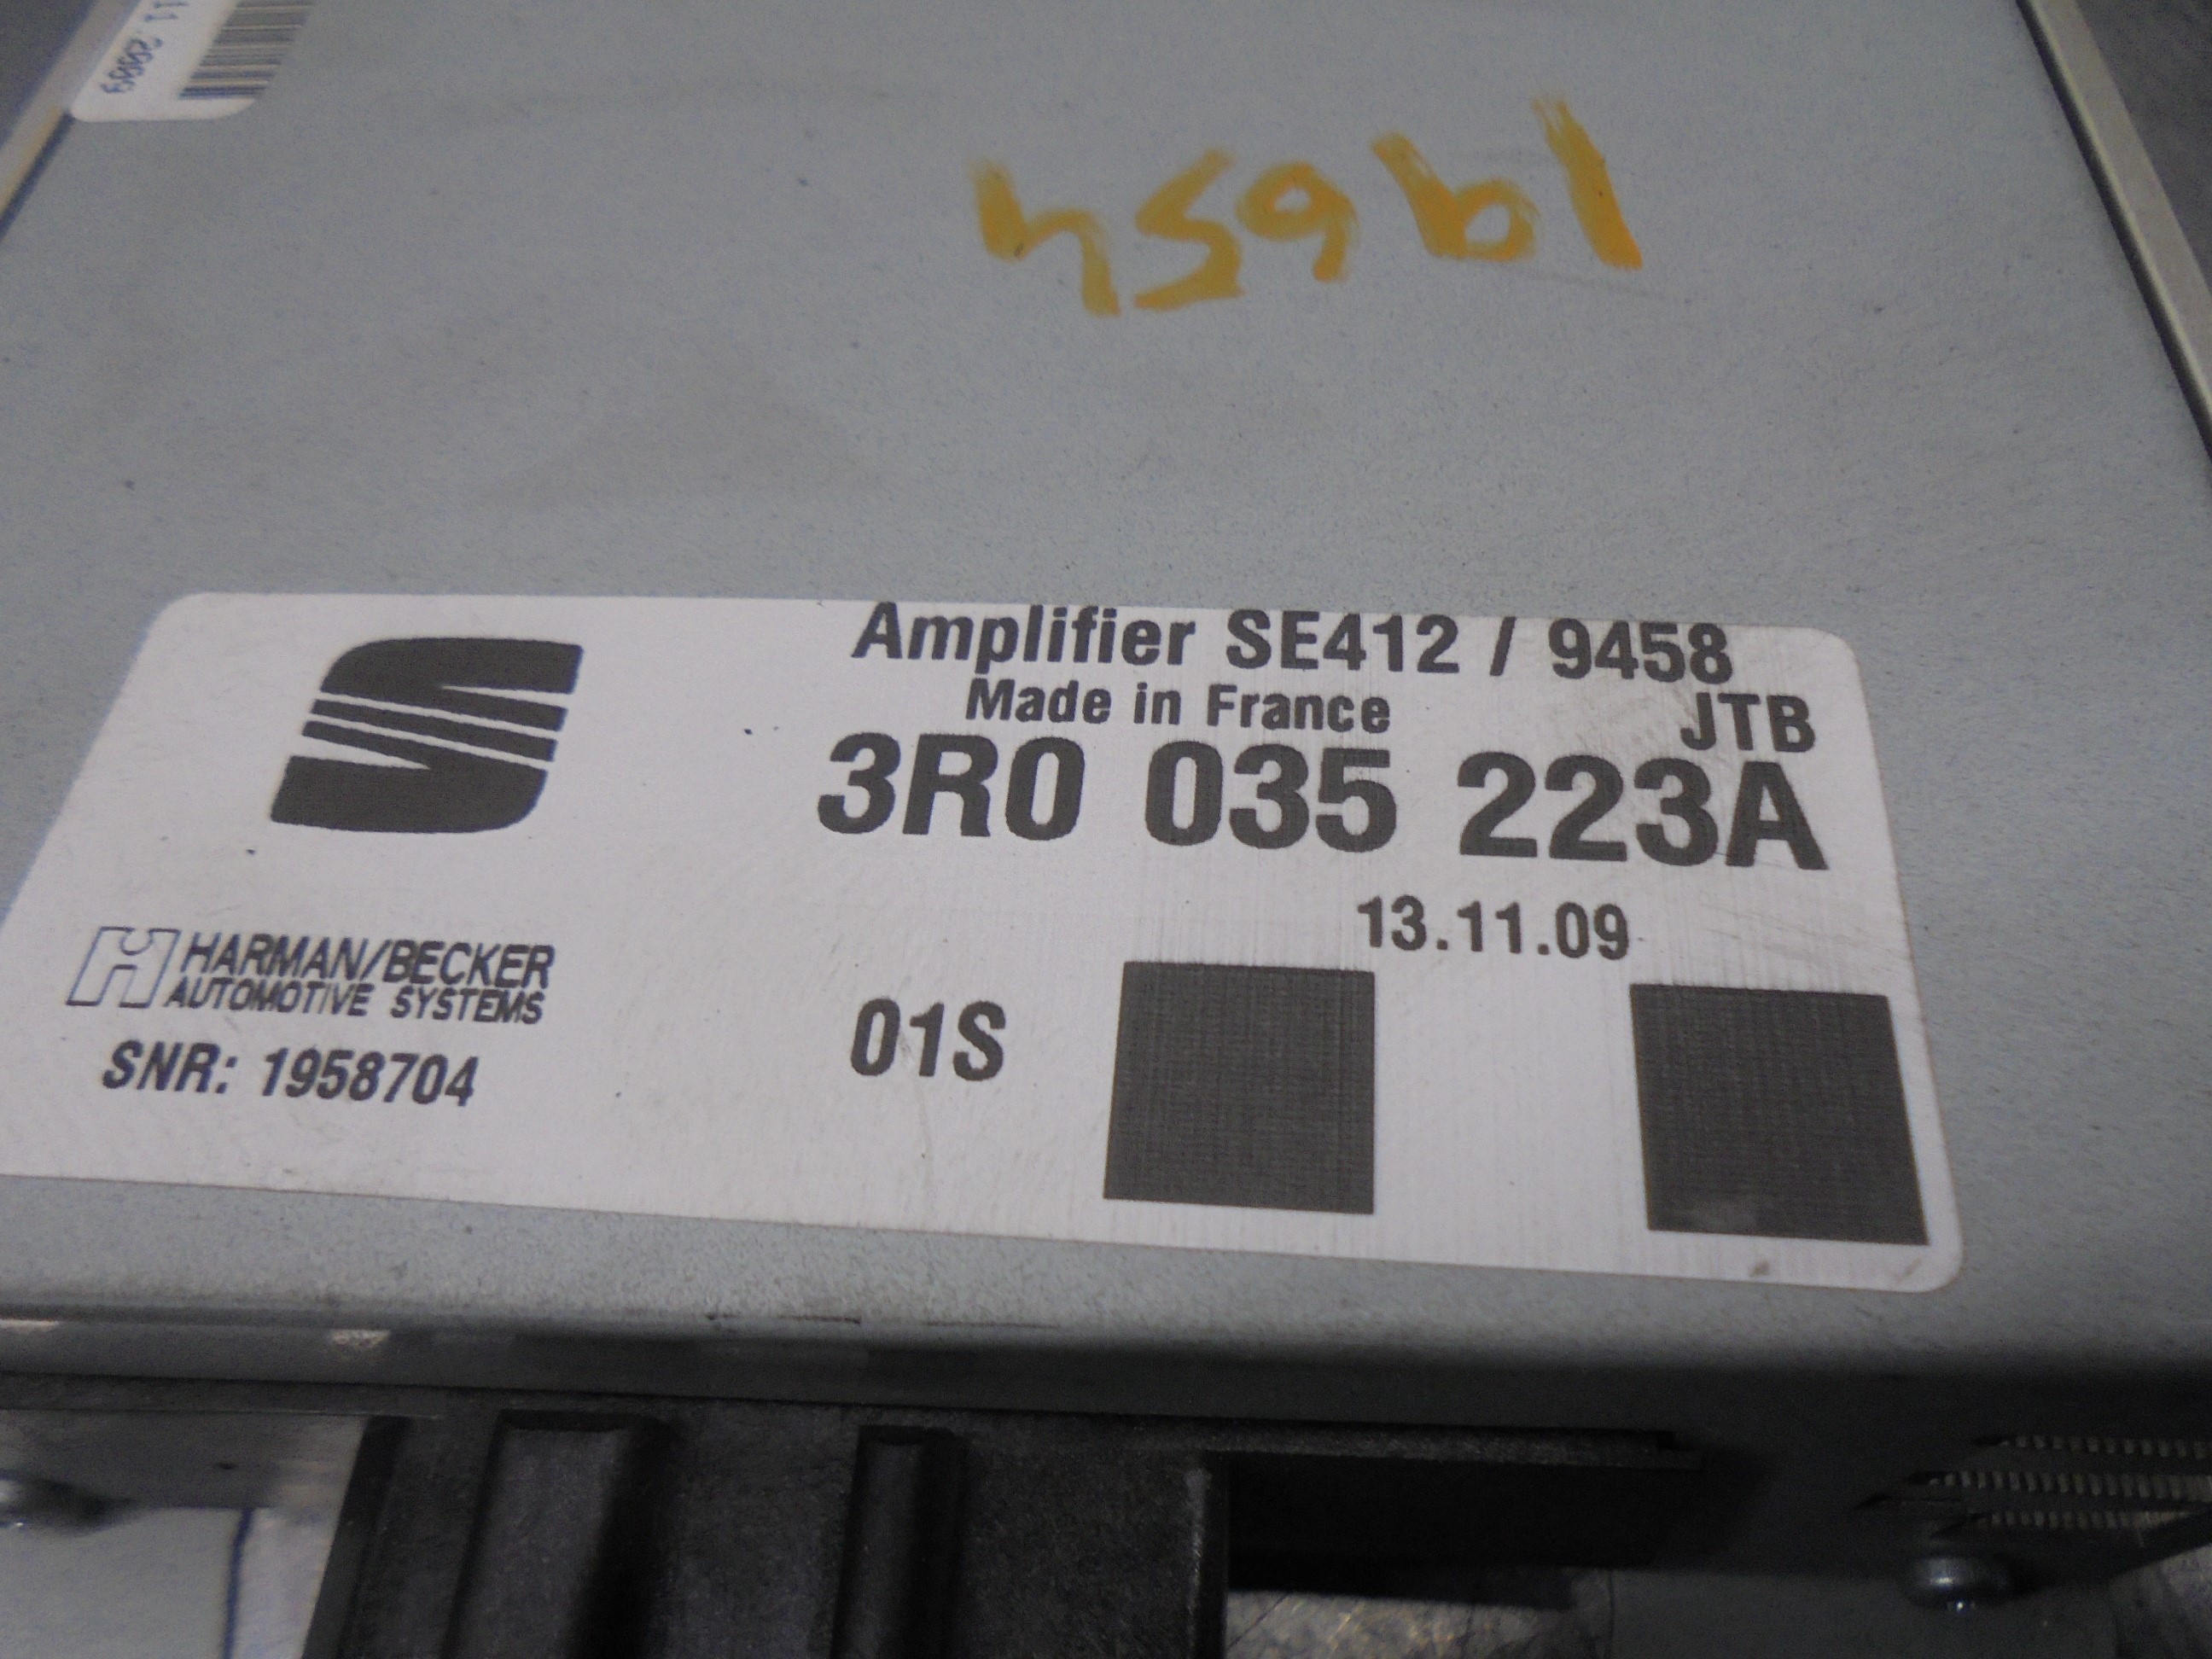 19654
Amplifier SE412 / 9458
Made in France JTB
3R0 035 223A
13.11.09
HARMAN/BECKER
AUTOMOTIVE SYSTEMS
01S
SNR: 1958704